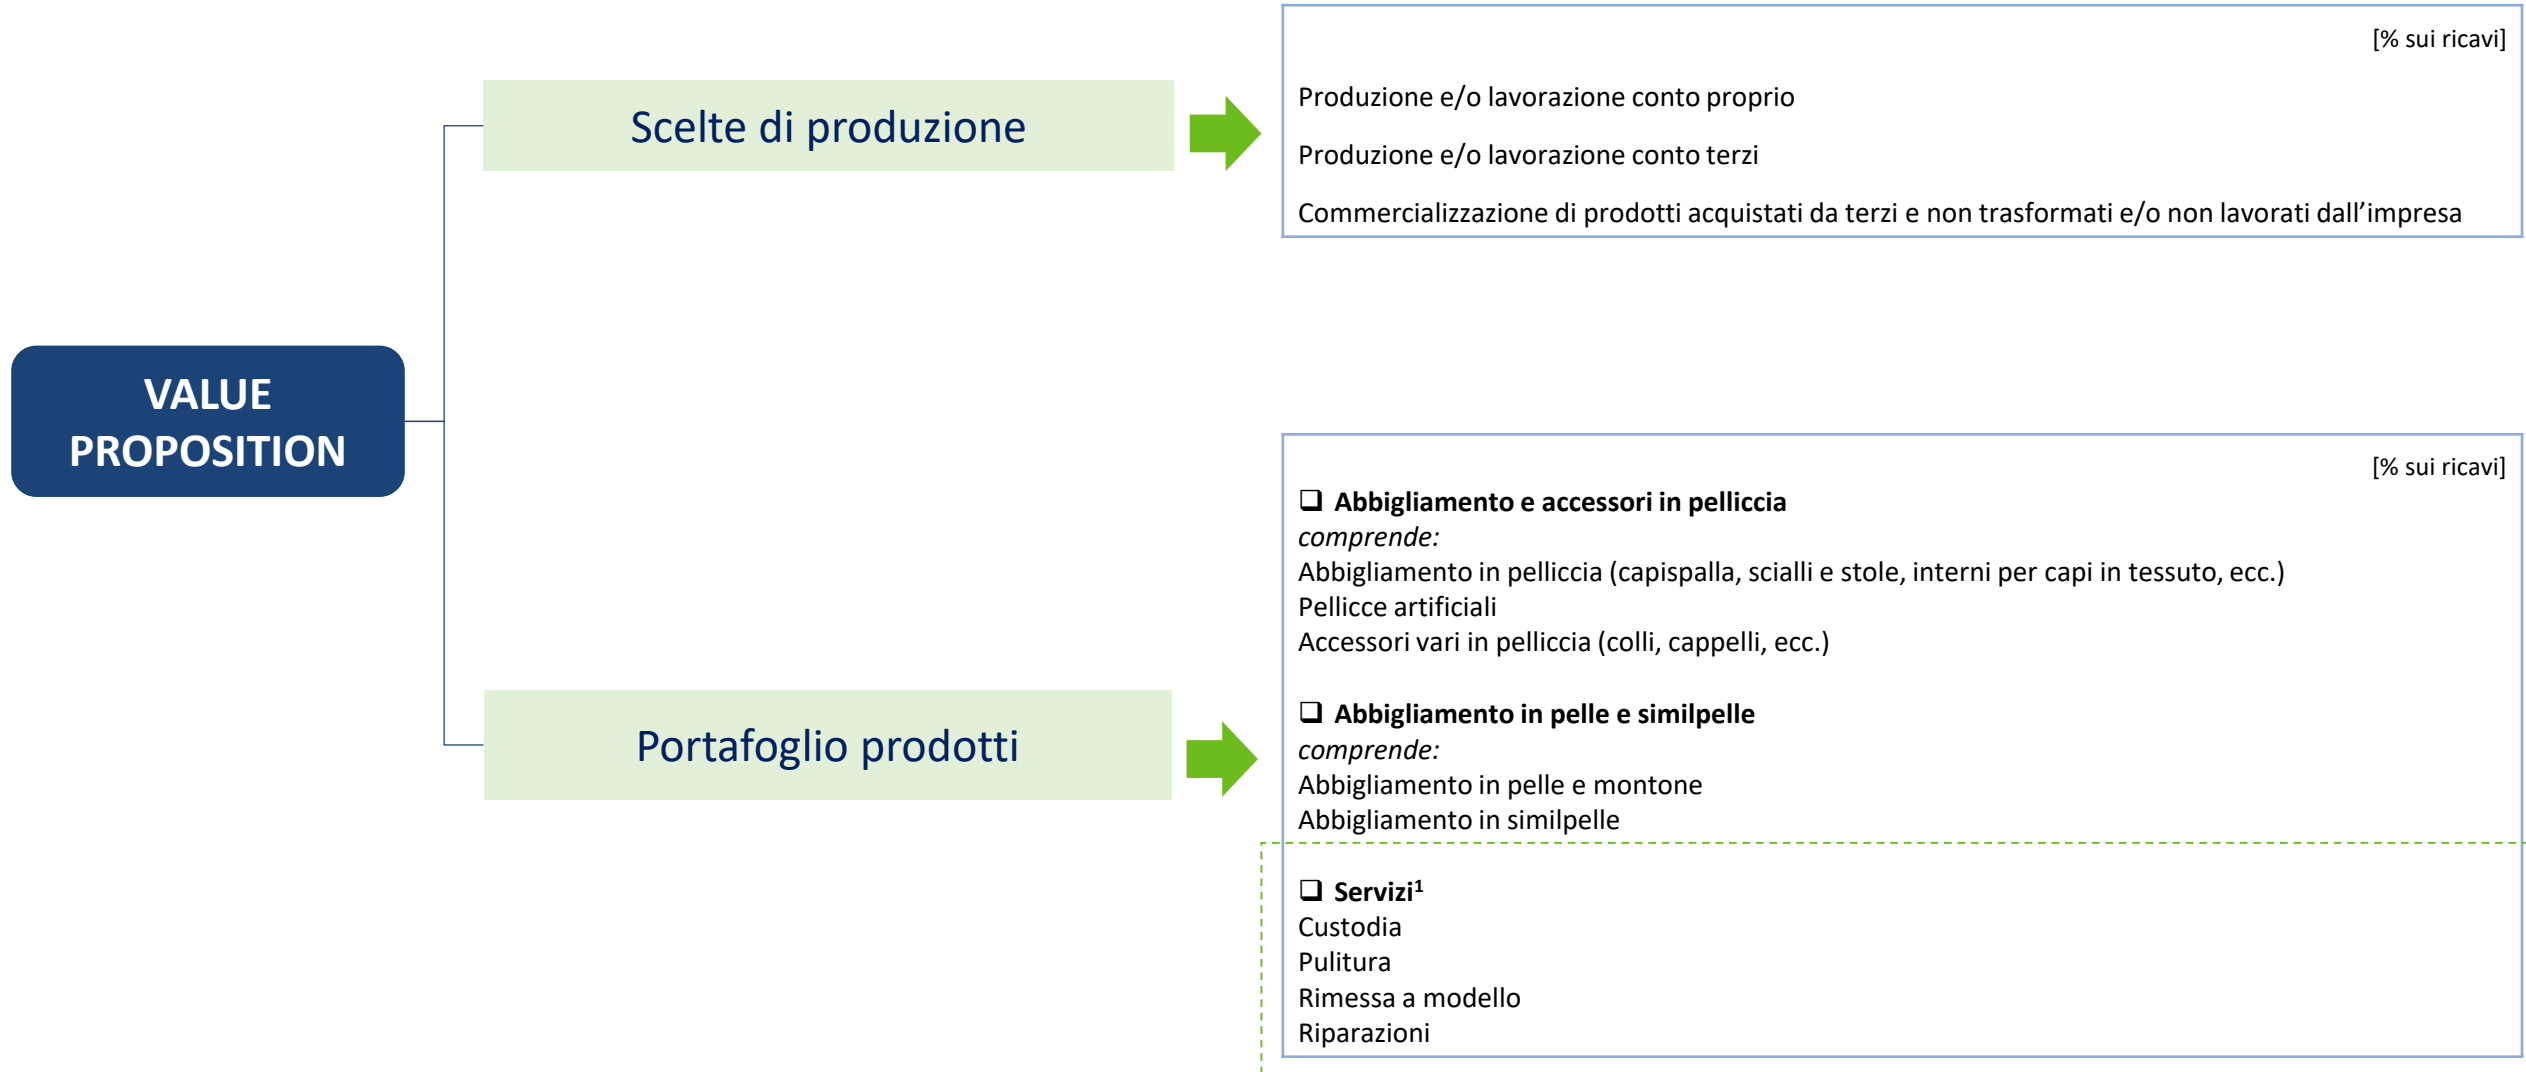 VALUE
PROPOSITION
Scelte di produzione
[% sui ricavi]
Produzione e/o lavorazione conto proprio
Produzione e/o lavorazione conto terzi
Commercializzazione di prodotti acquistati da terzi e non trasformati e/o non lavorati dall’impresa
Portafoglio prodotti
[% sui ricavi]
❑ Abbigliamento e accessori in pelliccia
comprende:
Abbigliamento in pelliccia (capispalla, scialli e stole, interni per capi in tessuto, ecc.)
Pellicce artificiali
Accessori vari in pelliccia (colli, cappelli, ecc.)
❑ Abbigliamento in pelle e similpelle
comprende:
Abbigliamento in pelle e montone
Abbigliamento in similpelle
❑ Servizi¹
Custodia
Pulitura
Rimessa a modello
Riparazioni